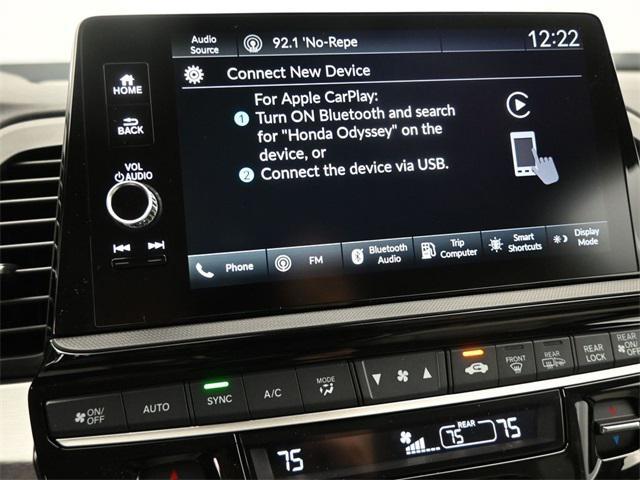 Audio
Source
92.1 'No-Repe
12:22
Connect New Device
HOME
BACK
VOL
AUDIO
For Apple CarPlay:
1 Turn ON Bluetooth and search
for "Honda Odyssey" on the
device, or
2 Connect the device via USB.
Phone
FM
Bluetooth
Audio
Trip
Computer
Smart
Shortcuts
Display
Mode
ON/
OFF
AUTO
SYNC
A/C
MODE
FRONT
REAR
REAR
LOCK
REAR
ON/
OFF
75
REAR
75
75